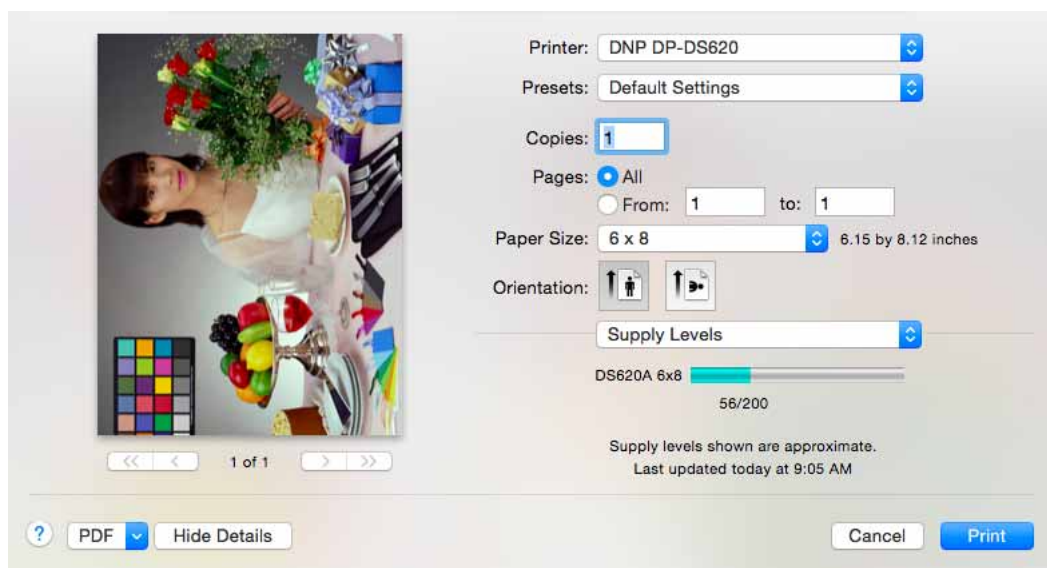 Printer: DNP DP-DS620
Presets: Default Settings
Copies: 1
Pages: All
From: 1 to: 1
Paper Size: 6 x 8 6.15 by 8.12 inches
Orientation:
Supply Levels
DS620A 6x8
56/200
Supply levels shown are approximate.
Last updated today at 9:05 AM
<< < 1 of 1 > >>
? PDF Hide Details Cancel Print